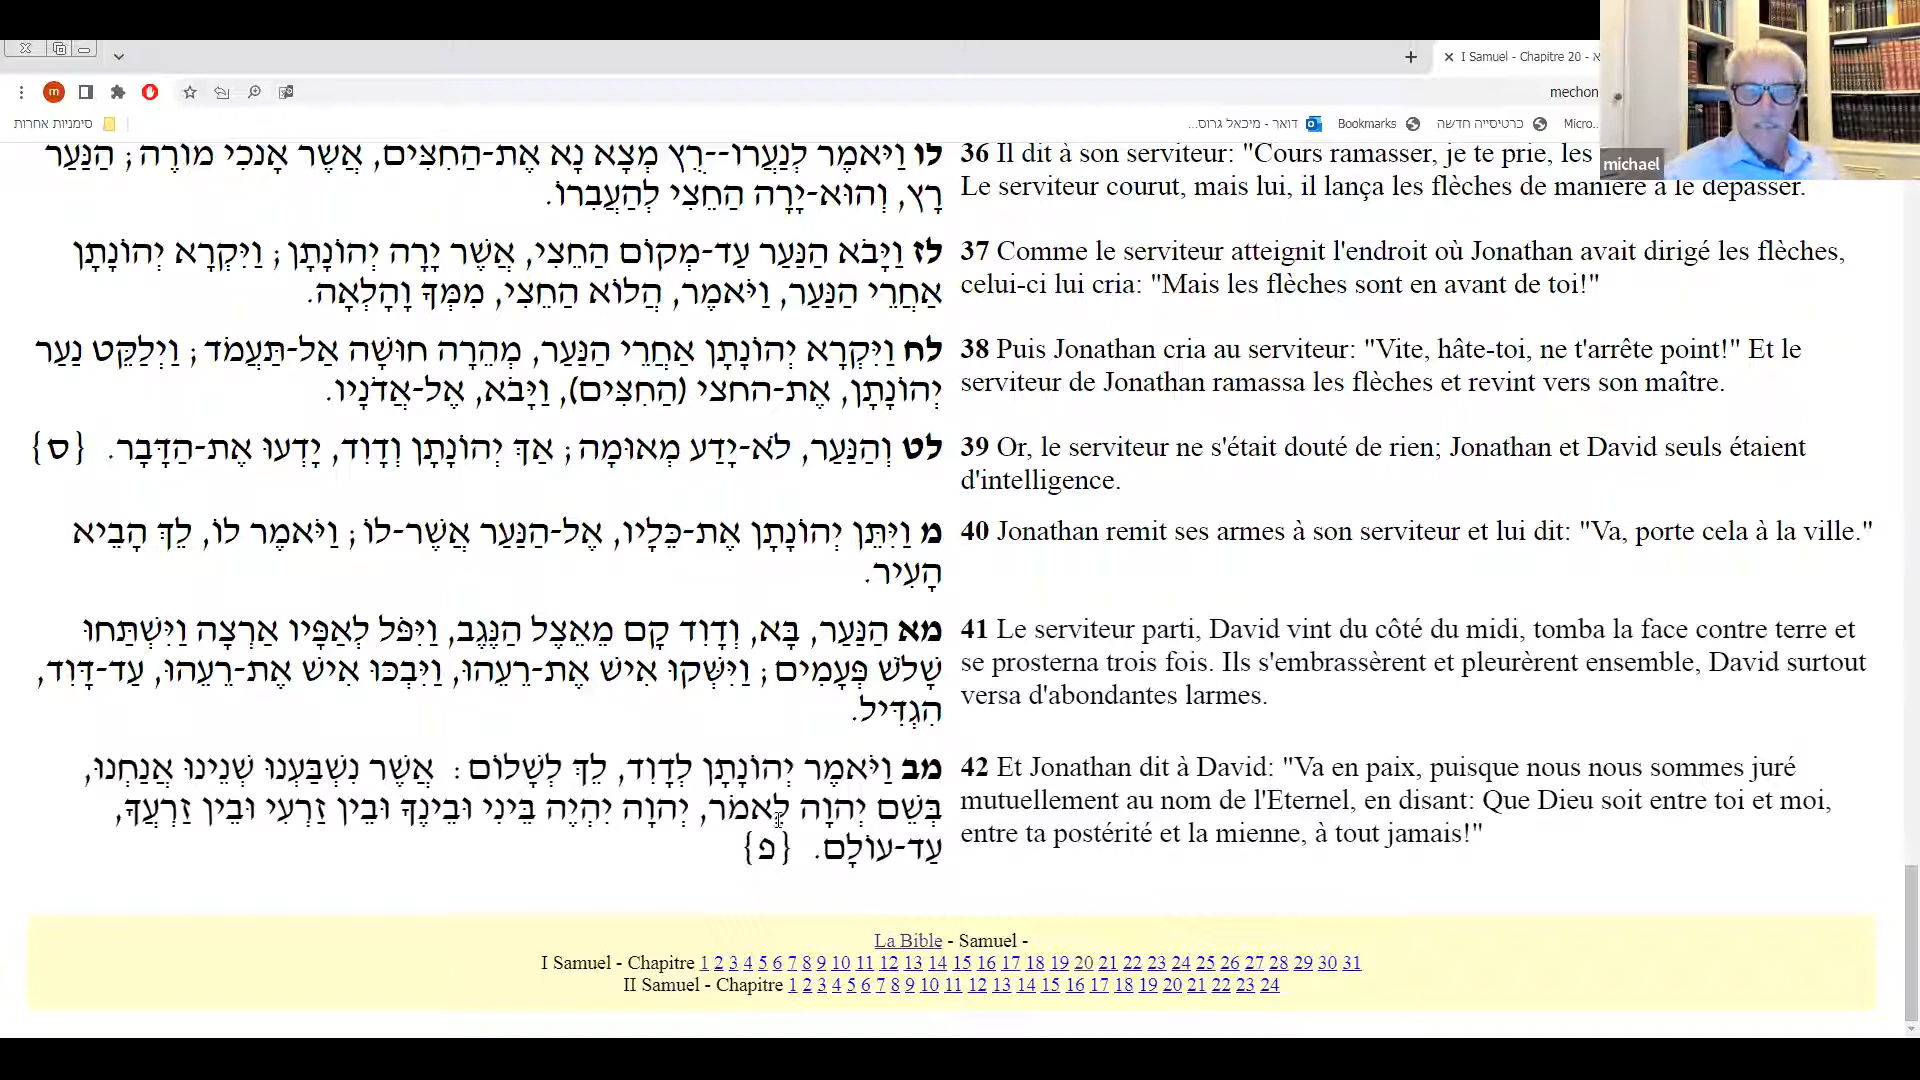 I Samuel - Chapitre 20 - א
mechon
סימניות אחרות
דואר - מיכאל גרוס...
Bookmarks
כרטיסייה חדשה
Micro...
michael
לו וַיֹּאמֶר לְנַעֲרוֹ--רֻץ מְצָא נָא אֶת-הַחִצִּים, אֲשֶׁר אָנֹכִי מוֹרֶה; הַנַּעַר
רָץ, וְהוּא-יָרָה הַחֵצִי לְהַעֲבִרוֹ.
36 Il dit à son serviteur: "Cours ramasser, je te prie, les
Le serviteur courut, mais lui, il lança les flèches de manière à le dépasser.
לז וַיָּבֹא הַנַּעַר עַד-מְקוֹם הַחֵצִי, אֲשֶׁר יָרָה יְהוֹנָתָן; וַיִּקְרָא יְהוֹנָתָן
אַחֲרֵי הַנַּעַר, וַיֹּאמֶר, הֲלוֹא הַחֵצִי, מִמְּךָ וָהָלְאָה.
37 Comme le serviteur atteignit l'endroit où Jonathan avait dirigé les flèches,
celui-ci lui cria: "Mais les flèches sont en avant de toi!"
לח וַיִּקְרָא יְהוֹנָתָן אַחֲרֵי הַנַּעַר, מְהֵרָה חוּשָׁה אַל-תַּעֲמֹד; וַיְלַקֵּט נַעַר
יְהוֹנָתָן, אֶת-החצי (הַחִצִּים), וַיָּבֹא, אֶל-אֲדֹנָיו.
38 Puis Jonathan cria au serviteur: "Vite, hâte-toi, ne t'arrête point!" Et le
serviteur de Jonathan ramassa les flèches et revint vers son maître.
לט וְהַנַּעַר, לֹא-יָדַע מְאוּמָה; אַךְ יְהוֹנָתָן וְדָוִד, יָדְעוּ אֶת-הַדָּבָר. {ס}
39 Or, le serviteur ne s'était douté de rien; Jonathan et David seuls étaient
d'intelligence.
מ וַיִּתֵּן יְהוֹנָתָן אֶת-כֵּלָיו, אֶל-הַנַּעַר אֲשֶׁר-לוֹ; וַיֹּאמֶר לוֹ, לֵךְ הָבֵיא
הָעִיר.
40 Jonathan remit ses armes à son serviteur et lui dit: "Va, porte cela à la ville."
מא הַנַּעַר, בָּא, וְדָוִד קָם מֵאֵצֶל הַנֶּגֶב, וַיִּפֹּל לְאַפָּיו אַרְצָה וַיִּשְׁתַּחוּ
שָׁלֹשׁ פְּעָמִים; וַיִּשְּׁקוּ אִישׁ אֶת-רֵעֵהוּ, וַיִּבְכּוּ אִישׁ אֶת-רֵעֵהוּ, עַד-דָּוִד,
הִגְדִּיל.
41 Le serviteur parti, David vint du côté du midi, tomba la face contre terre et
se prosterna trois fois. Ils s'embrassèrent et pleurèrent ensemble, David surtout
versa d'abondantes larmes.
מב וַיֹּאמֶר יְהוֹנָתָן לְדָוִד, לֵךְ לְשָׁלוֹם: אֲשֶׁר נִשְׁבַּעְנוּ שְׁנֵינוּ אֲנַחְנוּ,
בְּשֵׁם יְהוָה לֵאמֹר, יְהוָה יִהְיֶה בֵּינִי וּבֵינֶךָ וּבֵין זַרְעִי וּבֵין זַרְעֲךָ,
עַד-עוֹלָם. {פ}
42 Et Jonathan dit à David: "Va en paix, puisque nous nous sommes juré
mutuellement au nom de l'Eternel, en disant: Que Dieu soit entre toi et moi,
entre ta postérité et la mienne, à tout jamais!"
La Bible - Samuel -
I Samuel - Chapitre 1 2 3 4 5 6 7 8 9 10 11 12 13 14 15 16 17 18 19 20 21 22 23 24 25 26 27 28 29 30 31
II Samuel - Chapitre 1 2 3 4 5 6 7 8 9 10 11 12 13 14 15 16 17 18 19 20 21 22 23 24